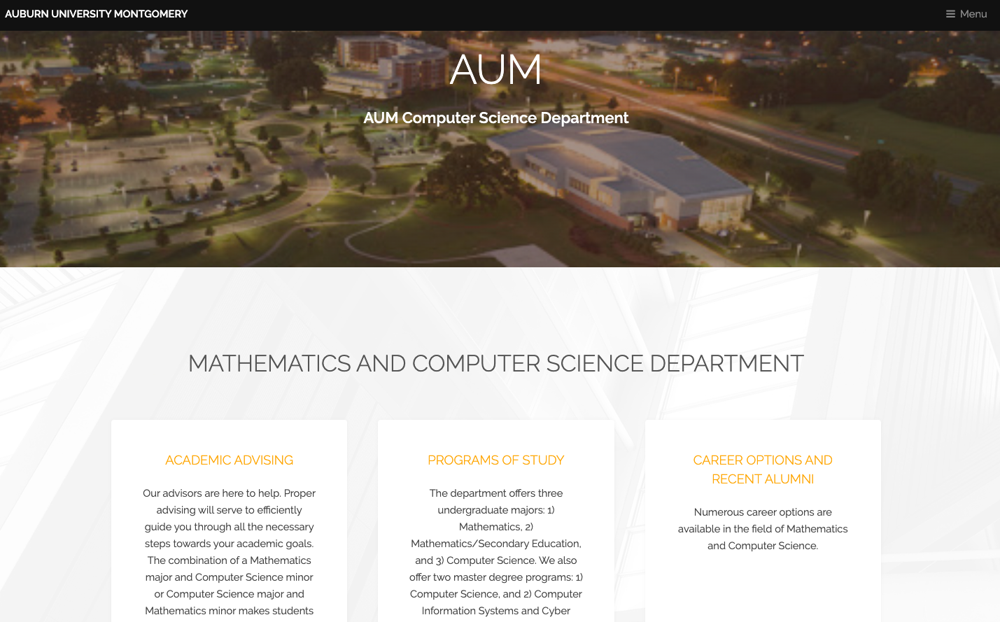 AUBURN UNIVERSITY MONTGOMERY
Menu
AUM
AUM Computer Science Department
MATHEMATICS AND COMPUTER SCIENCE DEPARTMENT
ACADEMIC ADVISING
Our advisors are here to help. Proper
advising will serve to efficiently
guide you through all the necessary
steps towards your academic goals.
The combination of a Mathematics
major and Computer Science minor
or Computer Science major and
Mathematics minor makes students
PROGRAMS OF STUDY
The department offers three
undergraduate majors: 1)
Mathematics, 2)
Mathematics/Secondary Education,
and 3) Computer Science. We also
offer two master degree programs: 1)
Computer Science, and 2) Computer
Information Systems and Cyber
CAREER OPTIONS AND
RECENT ALUMNI
Numerous career options are
available in the field of Mathematics
and Computer Science.